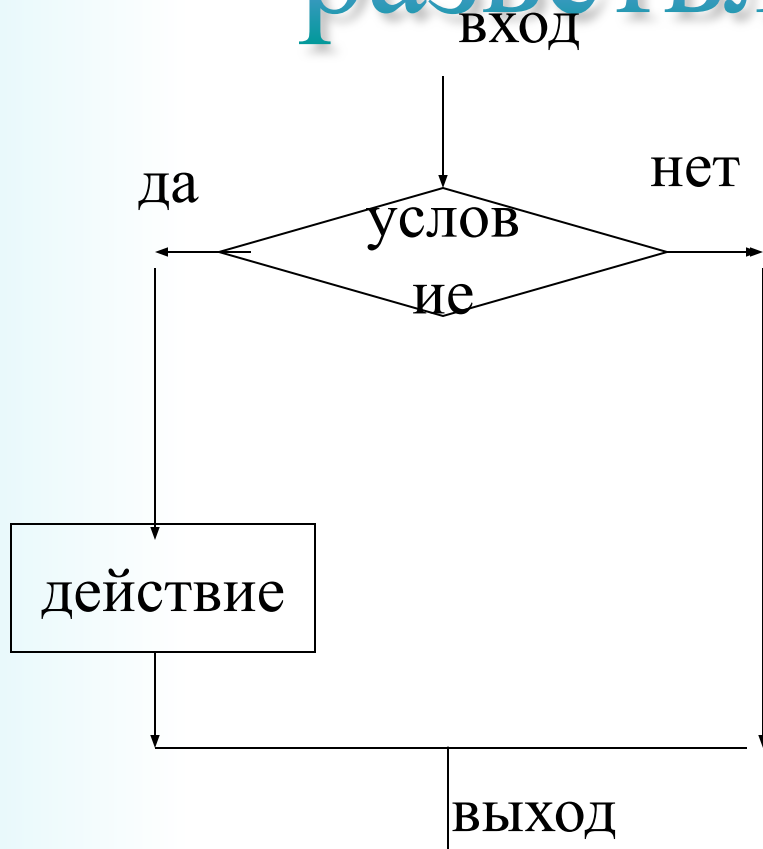 вход
да
нет
услов
ие
действие
выход